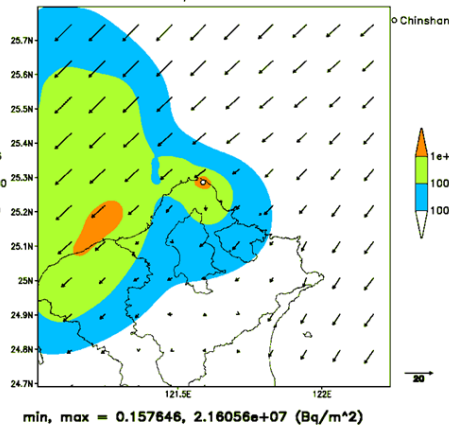 Chinshan
25.7N
25.6N
25.5N
25.4N
25.3N
25.2N
25.1N
25N
24.9N
24.8N
24.7N
121.5E
122E
1e+
100
100
20
min, max = 0.157646, 2.16056e+07 (Bq/m^2)